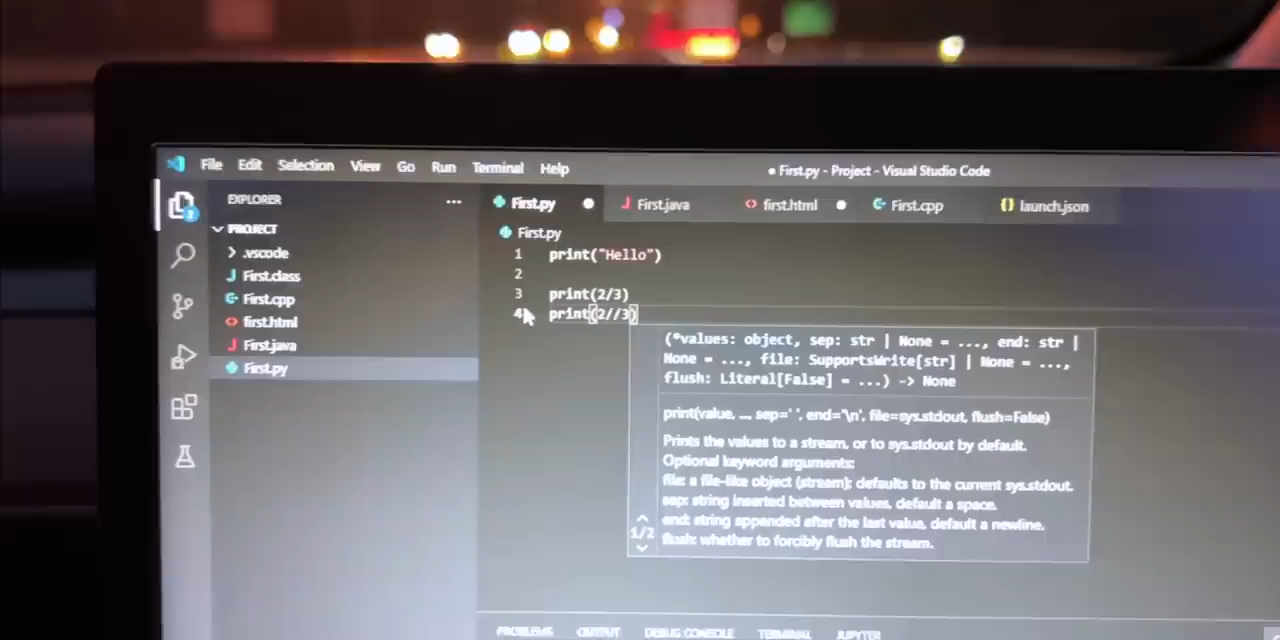 File Edit Selection View Go Run Terminal Help
● First.py - Project - Visual Studio Code
EXPLORER
PROJECT
.vscode
First.class
First.cpp
first.html
First.java
First.py
2
First.py First.java first.html First.cpp launch.json
First.py
1 print("Hello")
2
3 print(2/3)
4 print(2//3)
(*values: object, sep: str | None = ..., end: str |
None = ..., file: SupportsWrite[str] | None = ...,
flush: Literal[False] = ...) -> None
print(value, ..., sep=' ', end='\n', file=sys.stdout, flush=False)
Prints the values to a stream, or to sys.stdout by default.
Optional keyword arguments:
file: a file-like object (stream); defaults to the current sys.stdout.
sep: string inserted between values, default a space.
end: string appended after the last value, default a newline.
flush: whether to forcibly flush the stream.
1/2
PROBLEMS OUTPUT DEBUG CONSOLE TERMINAL JUPYTER